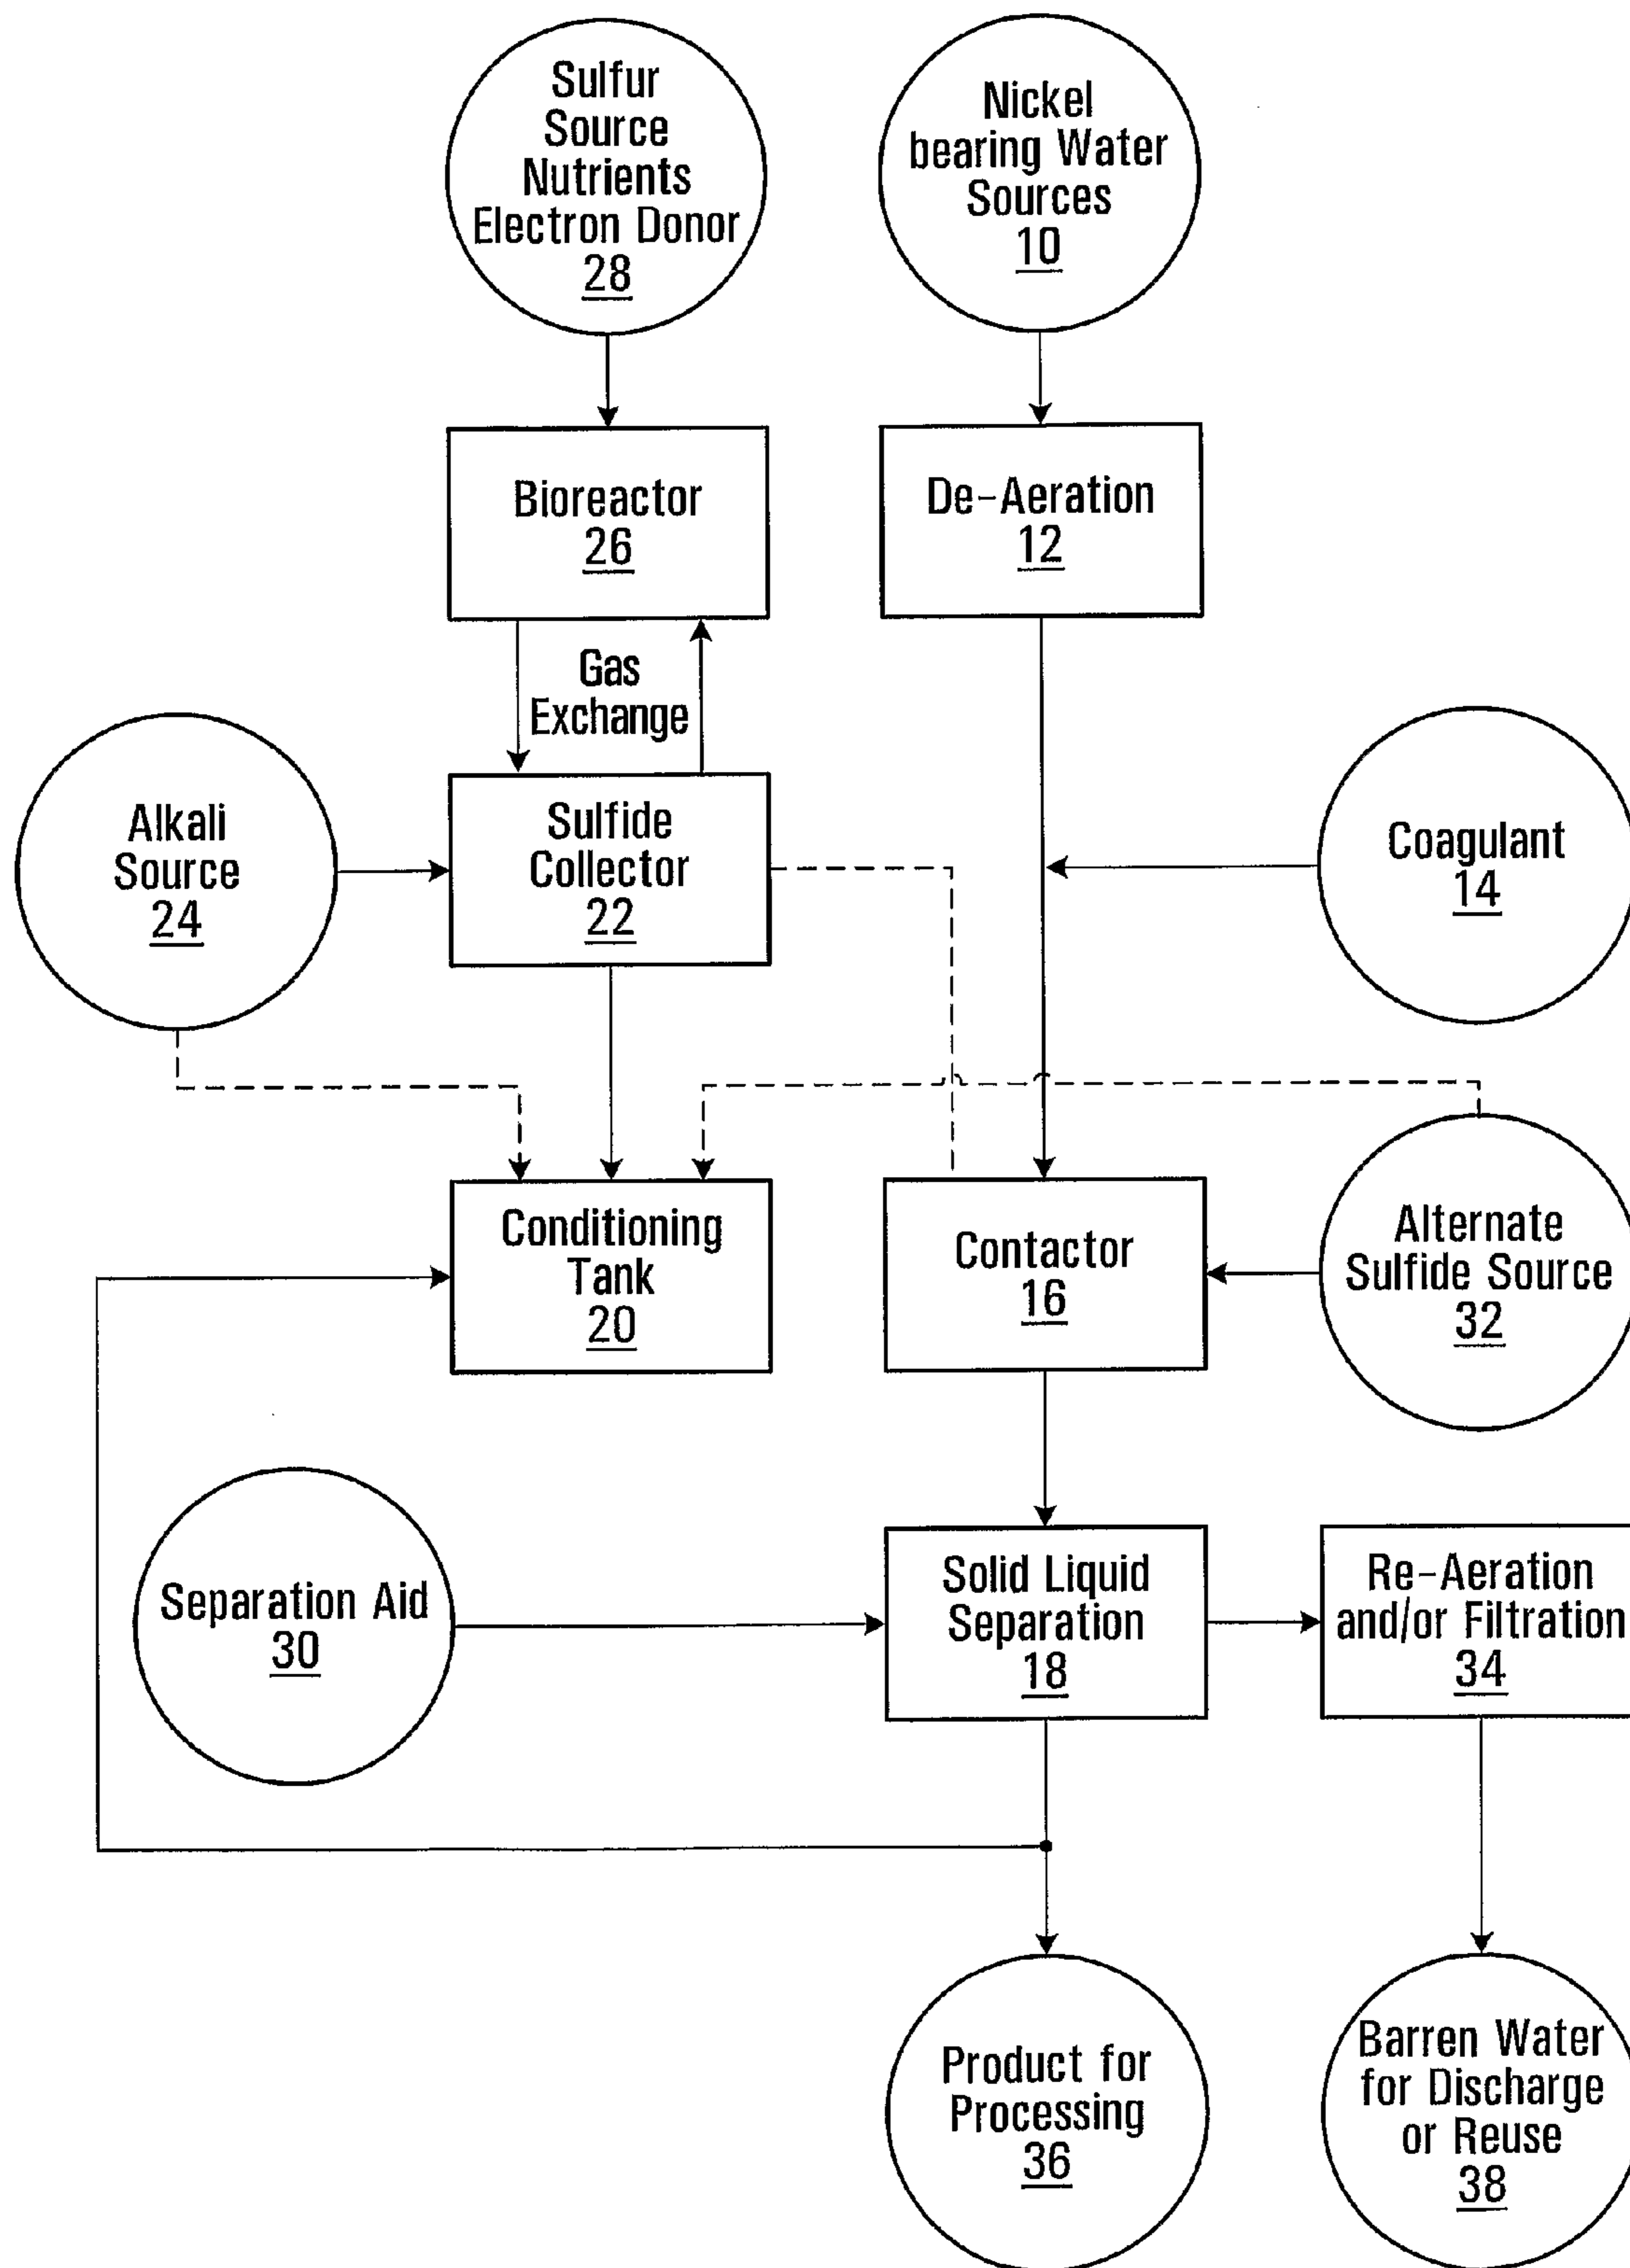 Sulfur
Source
Nutrients
Electron Donor
28
Nickel
bearing Water
Sources
10
Bioreactor
26
De-Aeration
12
Gas
Exchange
Alkali
Source
24
Sulfide
Collector
22
Coagulant
14
Conditioning
Tank
20
Contactor
16
Alternate
Sulfide Source
32
Separation Aid
30
Solid Liquid
Separation
18
Re-Aeration
and/or Filtration
34
Product for
Processing
36
Barren Water
for Discharge
or Reuse
38